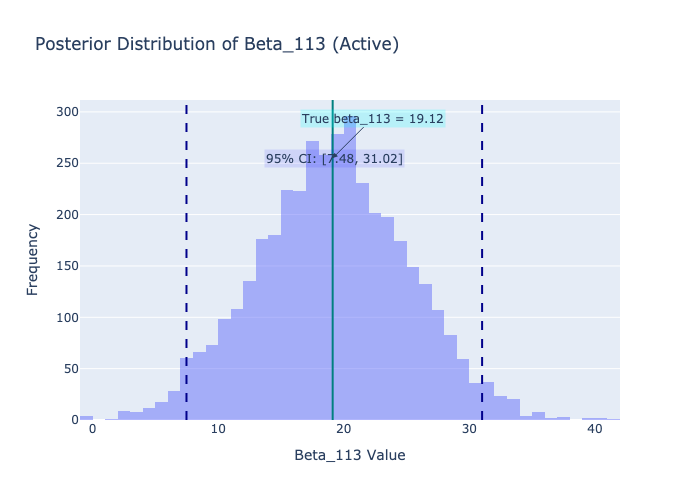 Posterior Distribution of Beta_113 (Active)
True beta_113 = 19.12
95% CI: [7.48, 31.02]
300
250
200
150
100
50
0
Frequency
0 10 20 30 40
Beta_113 Value